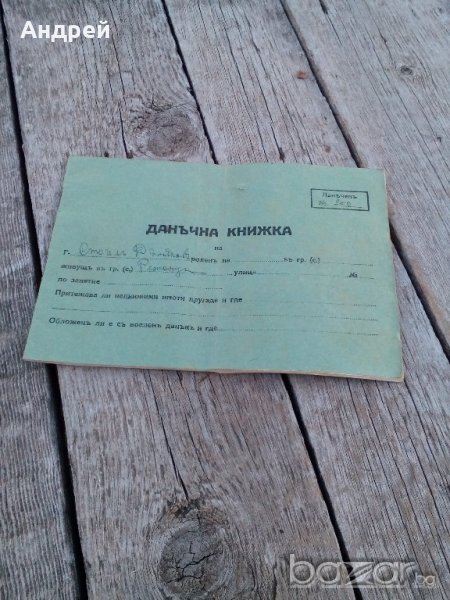 Андрей
Данъченъ
№
ДАНЪЧНА КНИЖКА
на
г. Стоилъ роденъ на въ гр. (с)
живущъ въ гр. (с) улица №
по занятие
Притежава ли недвижими имоти другаде и где
Обложенъ ли е съ воененъ данъкъ и где
bazar.bg